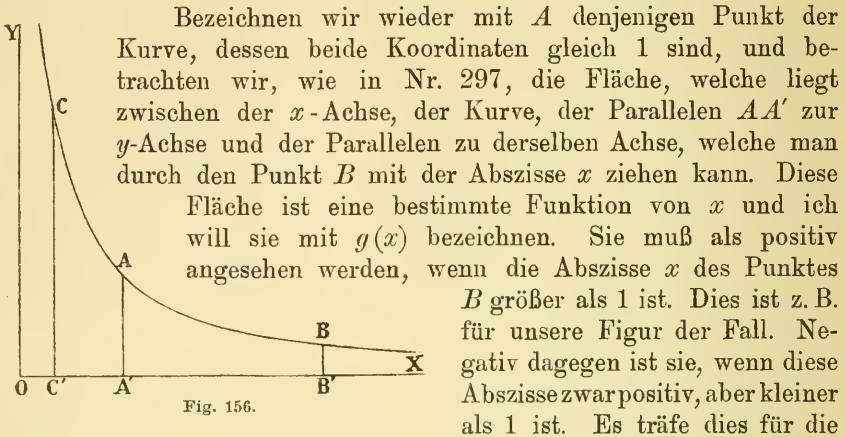 Bezeichnen wir wieder mit A denjenigen Punkt der
Kurve, dessen beide Koordinaten gleich 1 sind, und be-
trachten wir, wie in Nr. 297, die Fläche, welche liegt
zwischen der x-Achse, der Kurve, der Parallelen AA′ zur
y-Achse und der Parallelen zu derselben Achse, welche man
durch den Punkt B mit der Abszisse x ziehen kann. Diese
Fläche ist eine bestimmte Funktion von x und ich
will sie mit g(x) bezeichnen. Sie muß als positiv
angesehen werden, wenn die Abszisse x des Punktes
B größer als 1 ist. Dies ist z. B.
für unsere Figur der Fall. Ne-
gativ dagegen ist sie, wenn diese
Abszisse zwar positiv, aber kleiner
als 1 ist. Es träfe dies für die
Y
C
A
B
X
O C′ A′ B′
Fig. 156.